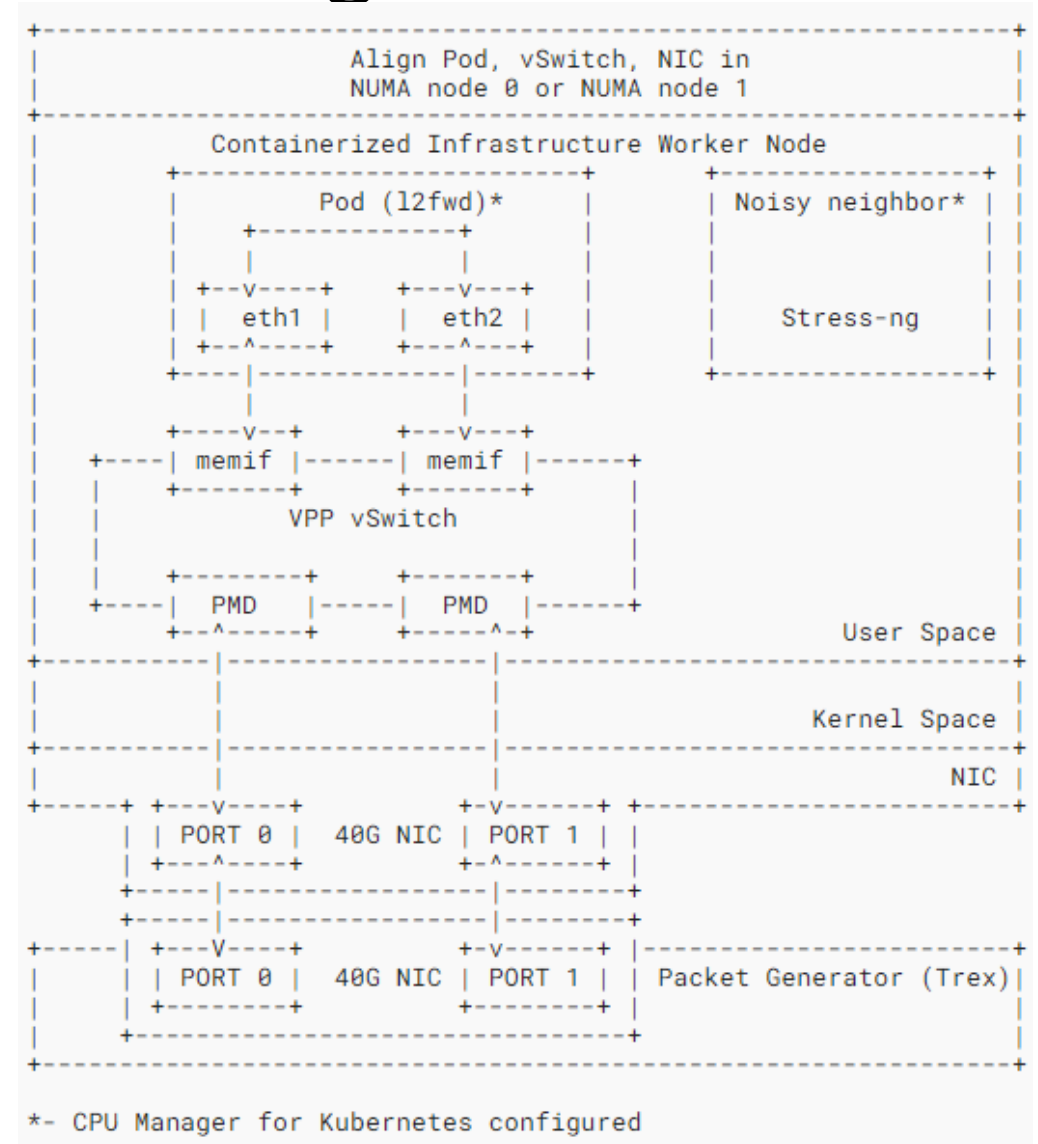 Align Pod, vSwitch, NIC in
NUMA node 0 or NUMA node 1
Containerized Infrastructure Worker Node
Pod (l2fwd)* Noisy neighbor*
eth1 eth2 Stress-ng
memif memif
VPP vSwitch
PMD PMD
User Space
Kernel Space
NIC
PORT 0 40G NIC PORT 1
PORT 0 40G NIC PORT 1 Packet Generator (Trex)
*- CPU Manager for Kubernetes configured